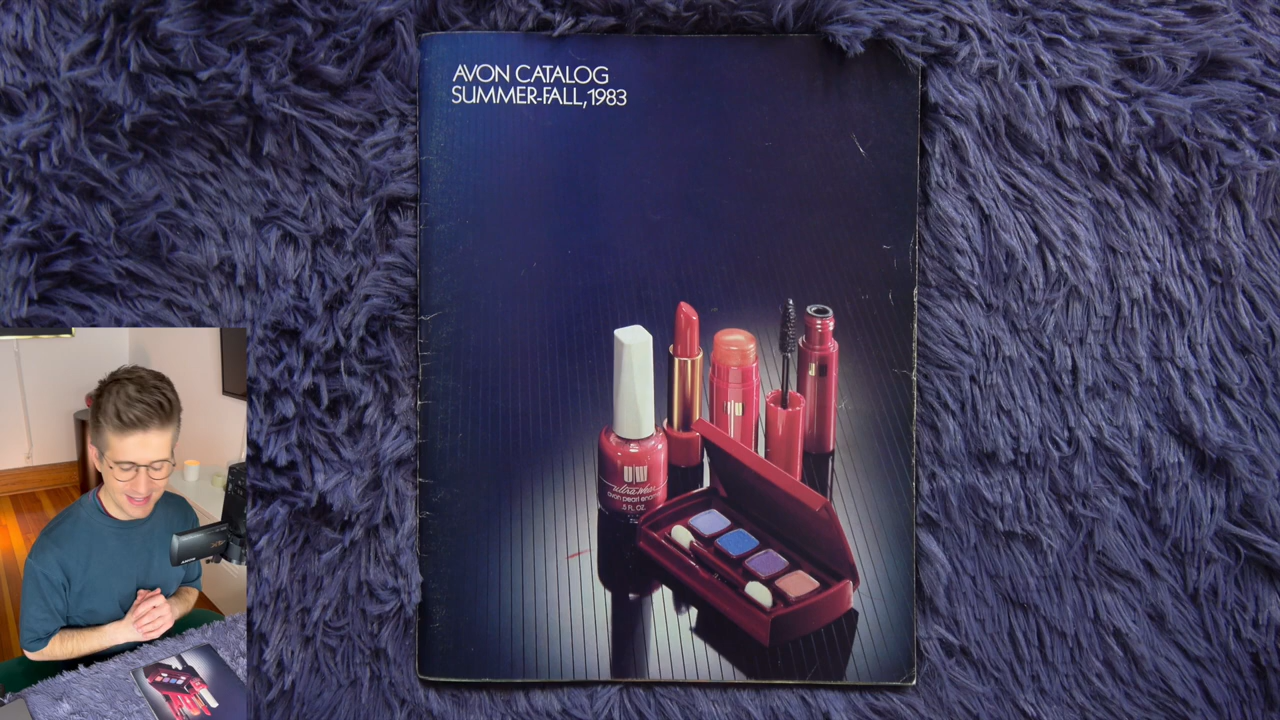 AVON CATALOG
SUMMER-FALL, 1983
U W
ultra wear
avon pearl enamel
.5 FL. OZ.